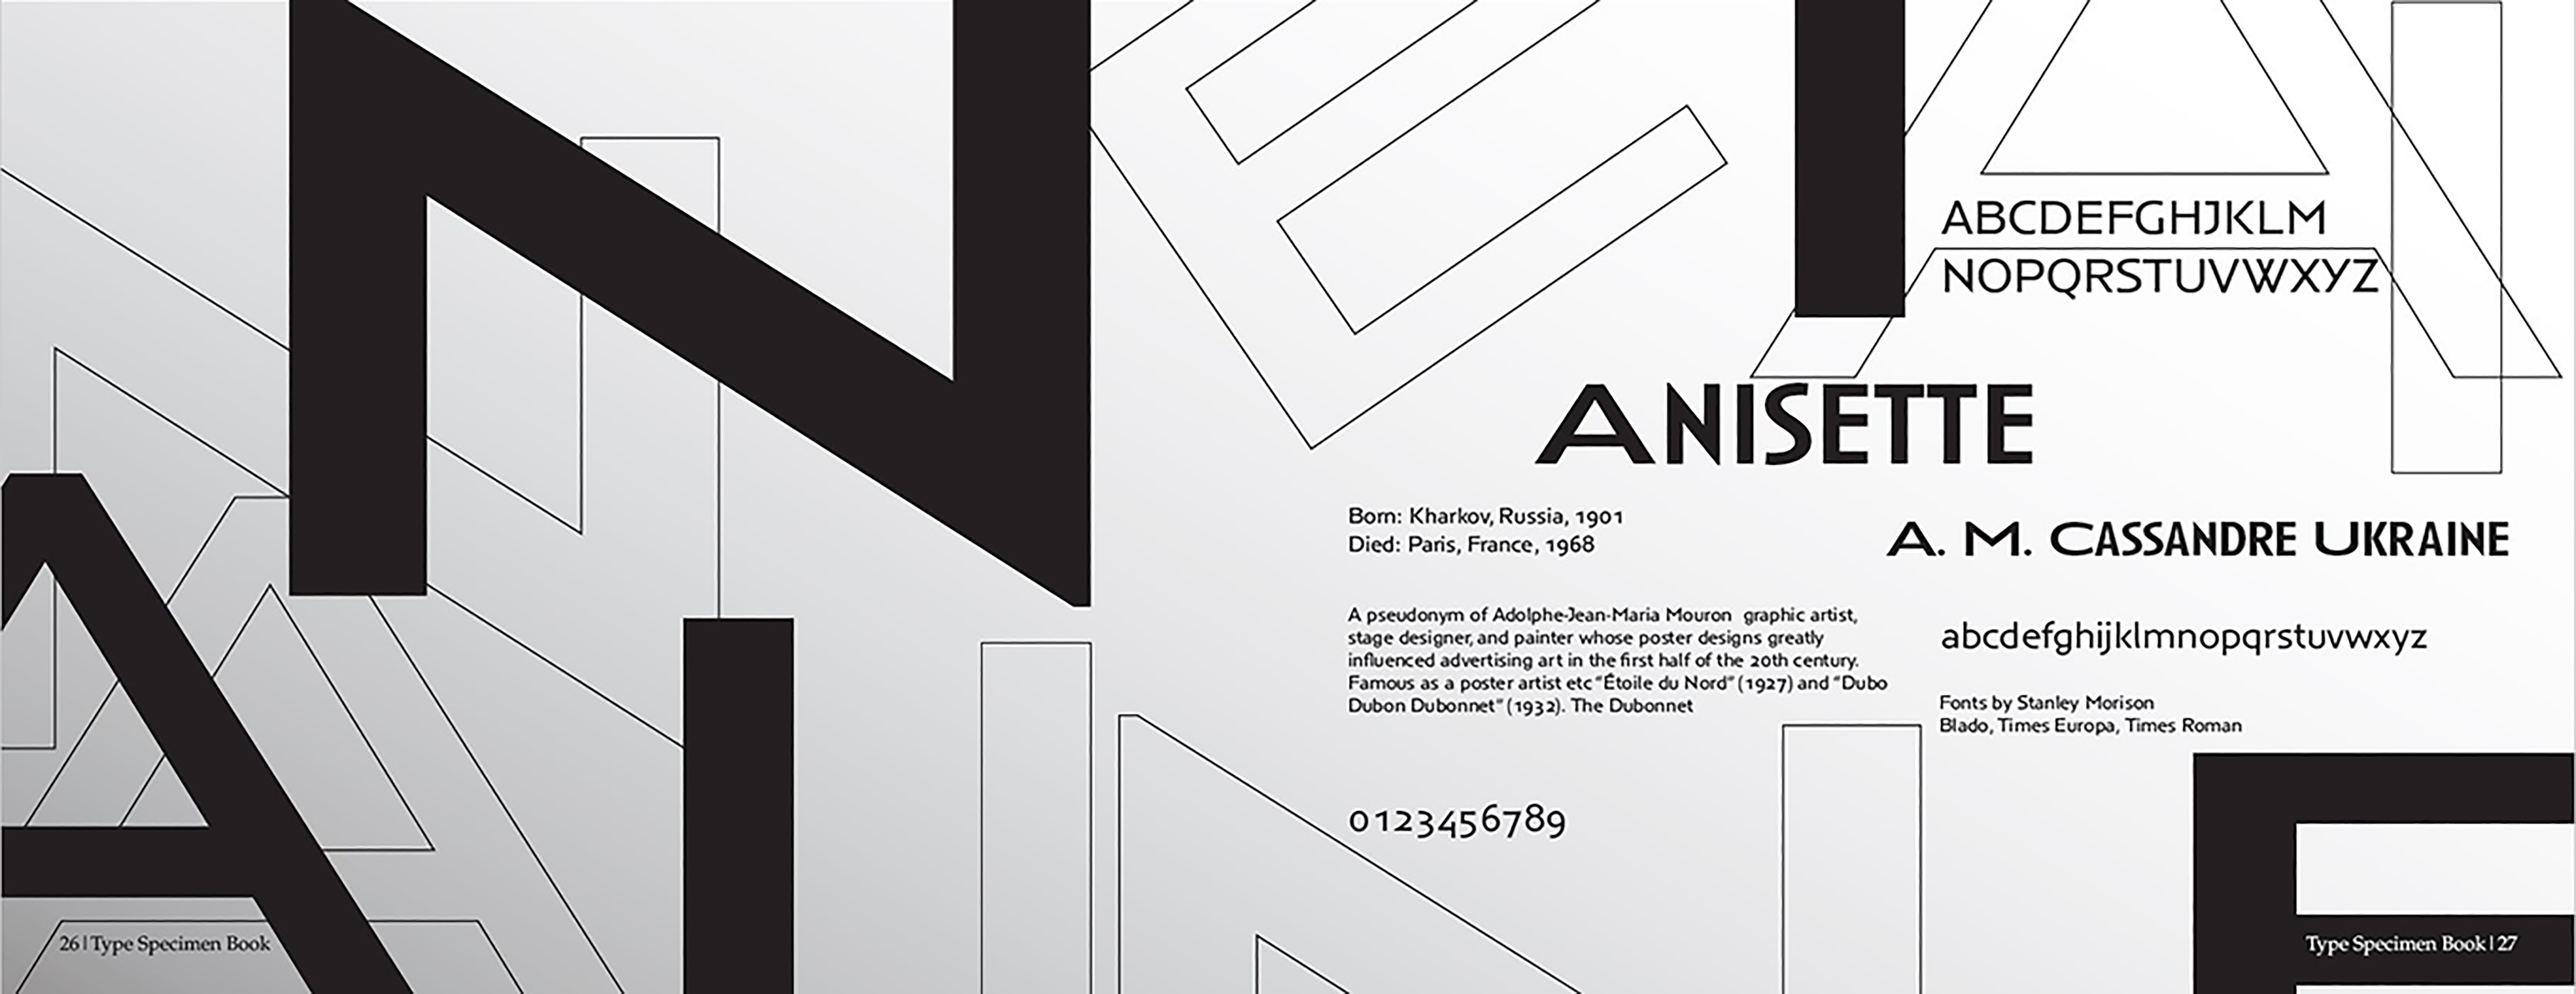 ABCDEFGHJKLM
NOPQRSTUVWXYZ
ANISETTE
Born: Kharkov, Russia, 1901
Died: Paris, France, 1968
A. M. CASSANDRE UKRAINE
A pseudonym of Adolphe-Jean-Maria Mouron graphic artist,
stage designer, and painter whose poster designs greatly
influenced advertising art in the first half of the 20th century.
Famous as a poster artist etc "Étoile du Nord" (1927) and "Dubo
Dubon Dubonnet" (1932). The Dubonnet
abcdefghijklmnopqrstuvwxyz
Fonts by Stanley Morison
Blado, Times Europa, Times Roman
0123456789
26 | Type Specimen Book
Type Specimen Book | 27